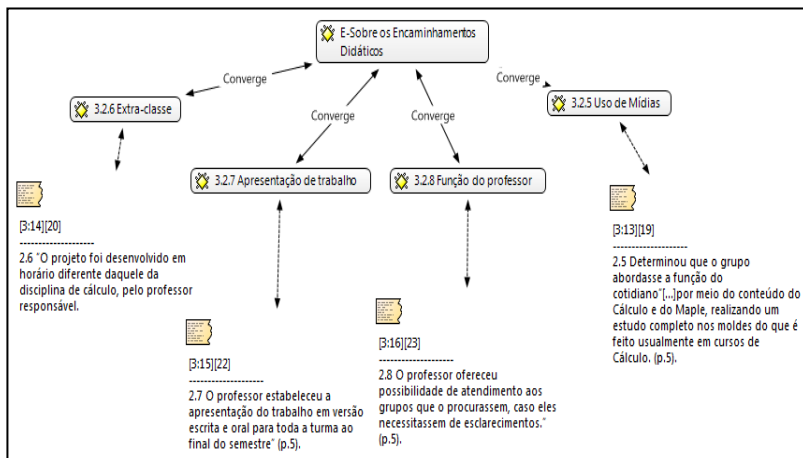 E-Sobre os Encaminhamentos
Didáticos
Converge
Converge
Converge
Converge
3.2.6 Extra-classe
3.2.5 Uso de Mídias
3.2.7 Apresentação de trabalho
3.2.8 Função do professor
[3:14][20]
--------------------
2.6 "O projeto foi desenvolvido em
horário diferente daquele da
disciplina de cálculo, pelo professor
responsável.
[3:15][22]
--------------------
2.7 O professor estabeleceu a
apresentação do trabalho em versão
escrita e oral para toda a turma ao
final do semestre" (p.5).
[3:16][23]
--------------------
2.8 O professor ofereceu
possibilidade de atendimento aos
grupos que o procurassem, caso eles
necessitassem de esclarecimentos."
(p.5).
[3:13][19]
--------------------
2.5 Determinou que o grupo
abordasse a função do
cotidiano"[...]por meio do conteúdo do
Cálculo e do Maple, realizando um
estudo completo nos moldes do que é
feito usualmente em cursos de
Cálculo. (p.5).